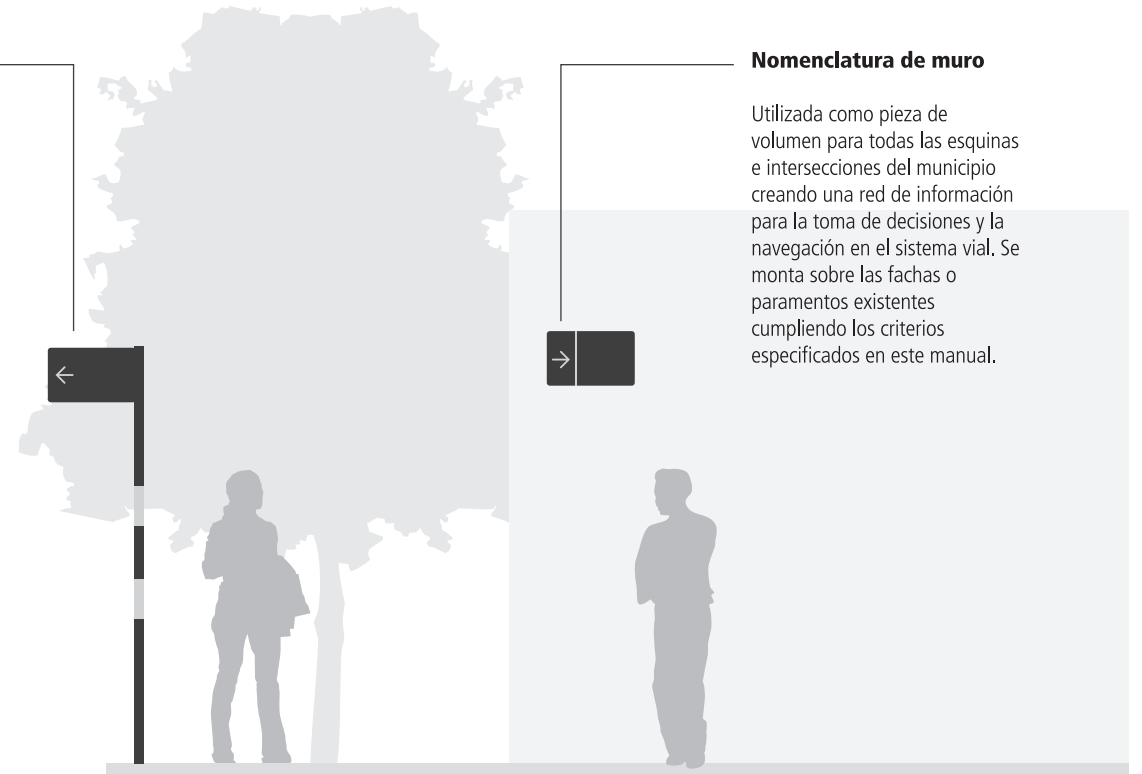 Nomenclatura de muro
Utilizada como pieza de
volumen para todas las esquinas
e intersecciones del municipio
creando una red de información
para la toma de decisiones y la
navegación en el sistema vial. Se
monta sobre las fachas o
paramentos existentes
cumpliendo los criterios
especificados en este manual.